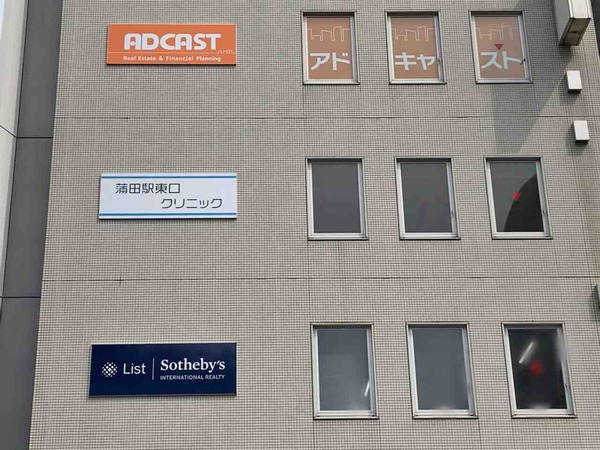 ADCAST
Real Estate & Financial Planning
アド キャ スト
蒲田駅東口
クリニック
List
Sotheby's
INTERNATIONAL REALTY